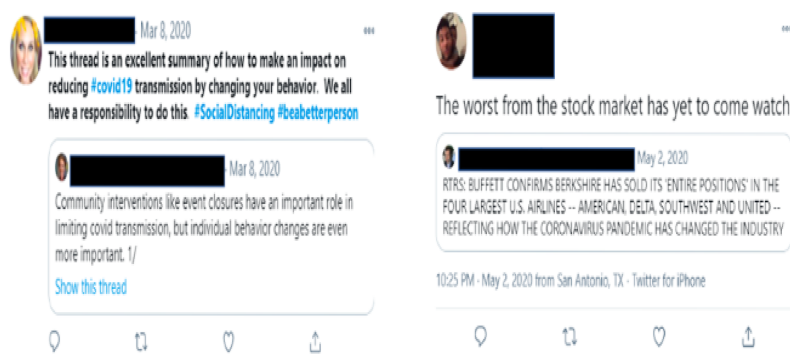 Mar 8, 2020
This thread is an excellent summary of how to make an impact on
reducing #covid19 transmission by changing your behavior. We all
have a responsibility to do this. #SocialDistancing #beabetterperson
Mar 8, 2020
Community interventions like event closures have an important role in
limiting covid transmission, but individual behavior changes are even
more important. 1/
Show this thread
The worst from the stock market has yet to come watch
May 2, 2020
RTRS: BUFFETT CONFIRMS BERKSHIRE HAS SOLD ITS 'ENTIRE POSITIONS' IN THE
FOUR LARGEST U.S. AIRLINES -- AMERICAN, DELTA, SOUTHWEST AND UNITED --
REFLECTING HOW THE CORONAVIRUS PANDEMIC HAS CHANGED THE INDUSTRY
10:25 PM - May 2, 2020 from San Antonio, TX - Twitter for iPhone